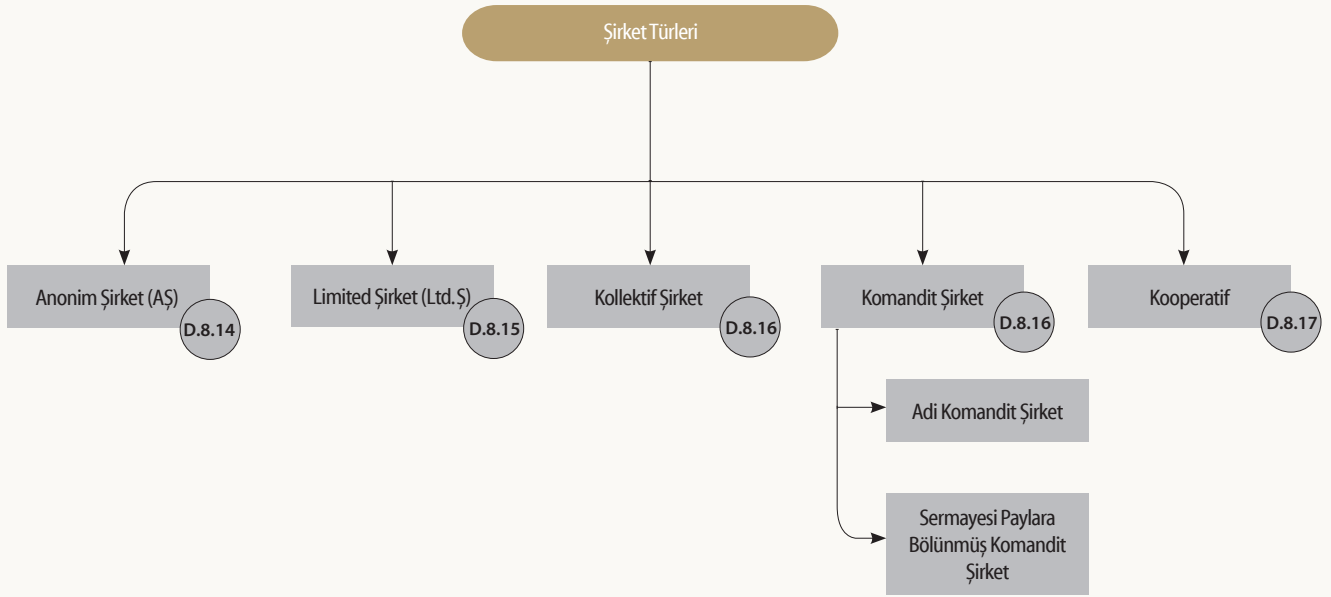 Şirket Türleri
Anonim Şirket (AŞ)
D.8.14
Limited Şirket (Ltd. Ş)
D.8.15
Kollektif Şirket
D.8.16
Komandit Şirket
D.8.16
Kooperatif
D.8.17
Adi Komandit Şirket
Sermayesi Paylara
Bölünmüş Komandit
Şirket